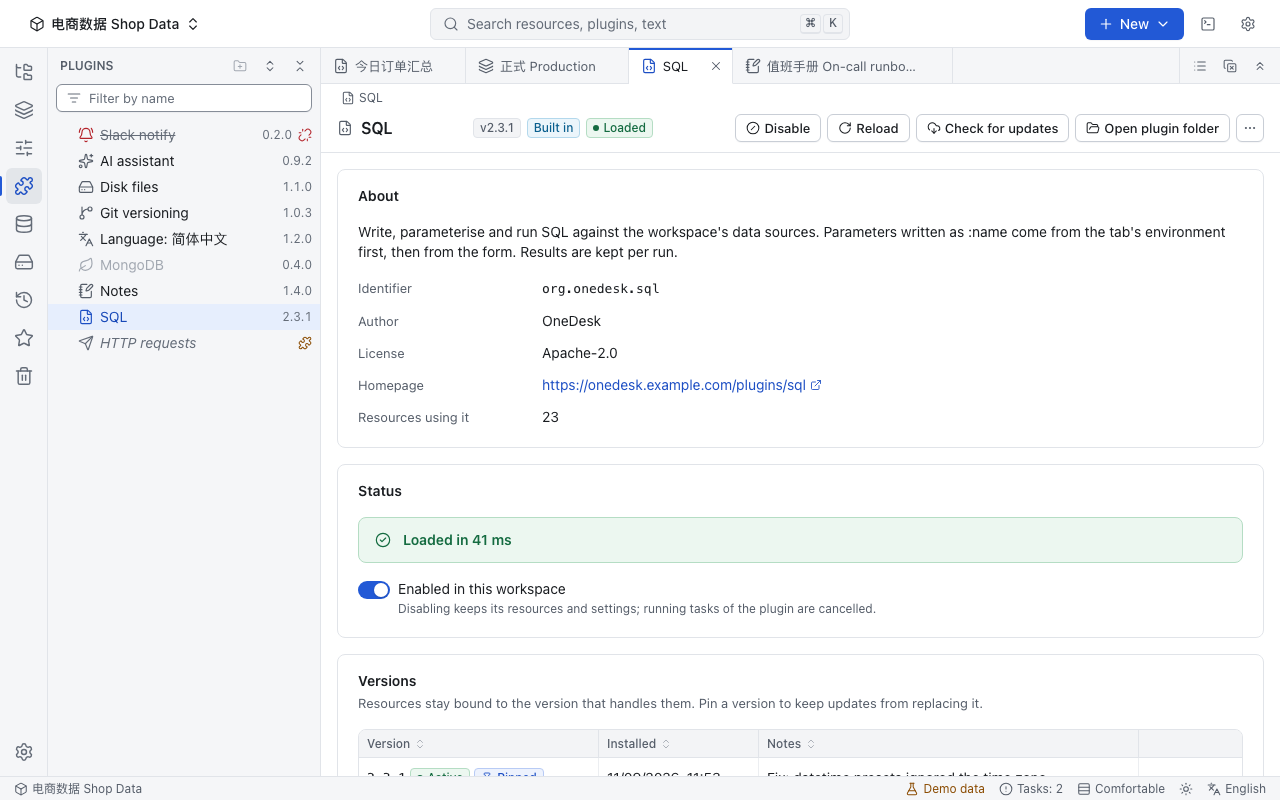 电商数据 Shop Data
Search resources, plugins, text
⌘ K
New
PLUGINS
Filter by name
Slack notify 0.2.0
AI assistant 0.9.2
Disk files 1.1.0
Git versioning 1.0.3
Language: 简体中文 1.2.0
MongoDB 0.4.0
Notes 1.4.0
SQL 2.3.1
HTTP requests
今日订单汇总
正式 Production
SQL
值班手册 On-call runbo...
SQL
SQL v2.3.1 Built in Loaded
Disable
Reload
Check for updates
Open plugin folder
About
Write, parameterise and run SQL against the workspace's data sources. Parameters written as :name come from the tab's environment
first, then from the form. Results are kept per run.
Identifier org.onedesk.sql
Author OneDesk
License Apache-2.0
Homepage https://onedesk.example.com/plugins/sql
Resources using it 23
Status
Loaded in 41 ms
Enabled in this workspace
Disabling keeps its resources and settings; running tasks of the plugin are cancelled.
Versions
Resources stay bound to the version that handles them. Pin a version to keep updates from replacing it.
Version Installed Notes
电商数据 Shop Data
Demo data
Tasks: 2
Comfortable
English